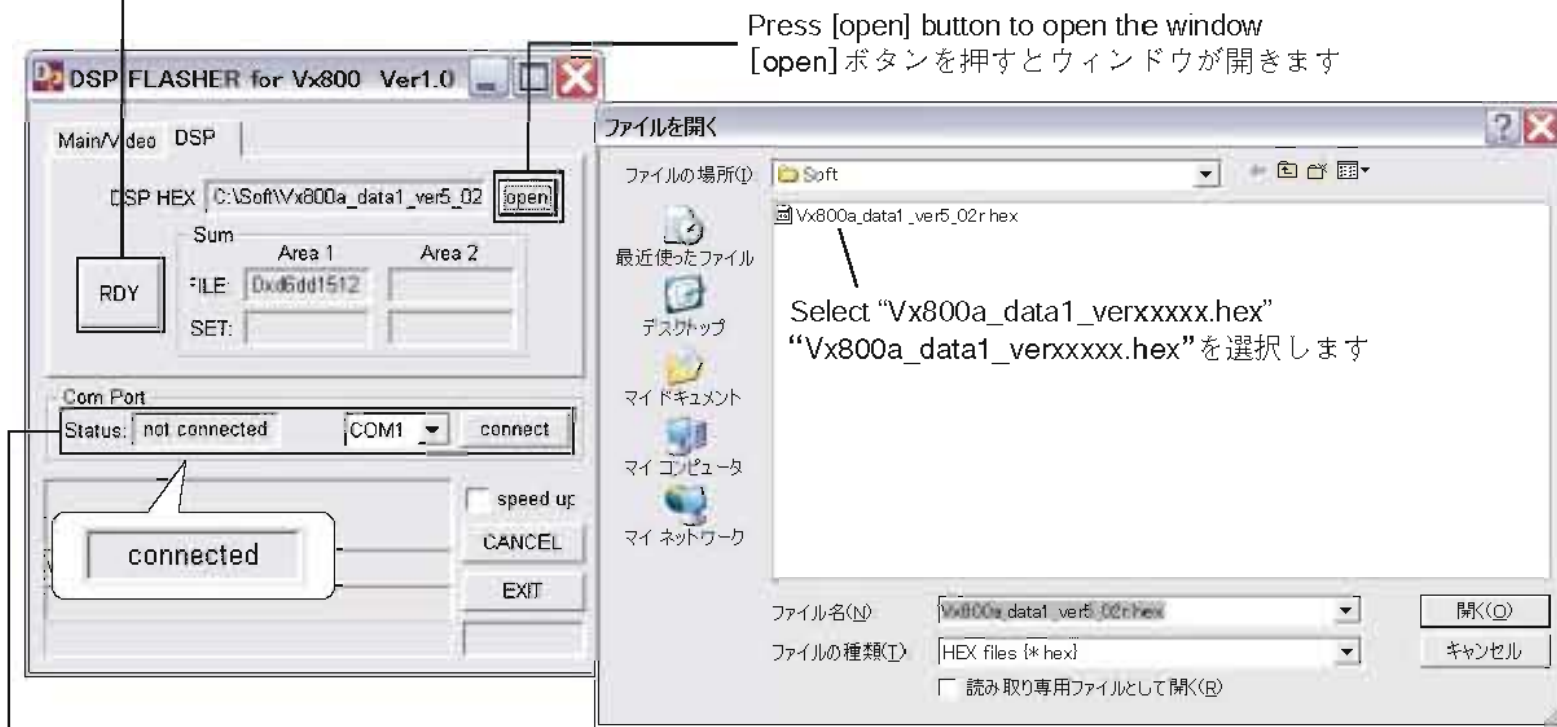 Press [open] button to open the window
[open]ボタンを押すとウィンドウが開きます
DSP FLASHER for Vx800 Ver1.0
Main/Video DSP
DSP HEX C:\Soft\Vx800a_data1_ver5_02 open
Sum
Area 1 Area 2
RDY
FILE: 0xd6dd1512
SET:
Com Port
Status: not connected COM1 connect
connected
speed up
CANCEL
EXIT
ファイルを開く
ファイルの場所(I) Soft
Vx800a_data1_ver5_02r hex
最近使ったファイル
デスクトップ
マイ ドキュメント
マイ コンピュータ
マイ ネットワーク
Select “Vx800a_data1_verxxxxx.hex”
“Vx800a_data1_verxxxxx.hex”を選択します
ファイル名(N) Vx800a_data1_ver5_02r hex 開く(O)
ファイルの種類(T) HEX files (*hex) キャンセル
読み取り専用ファイルとして開く(R)